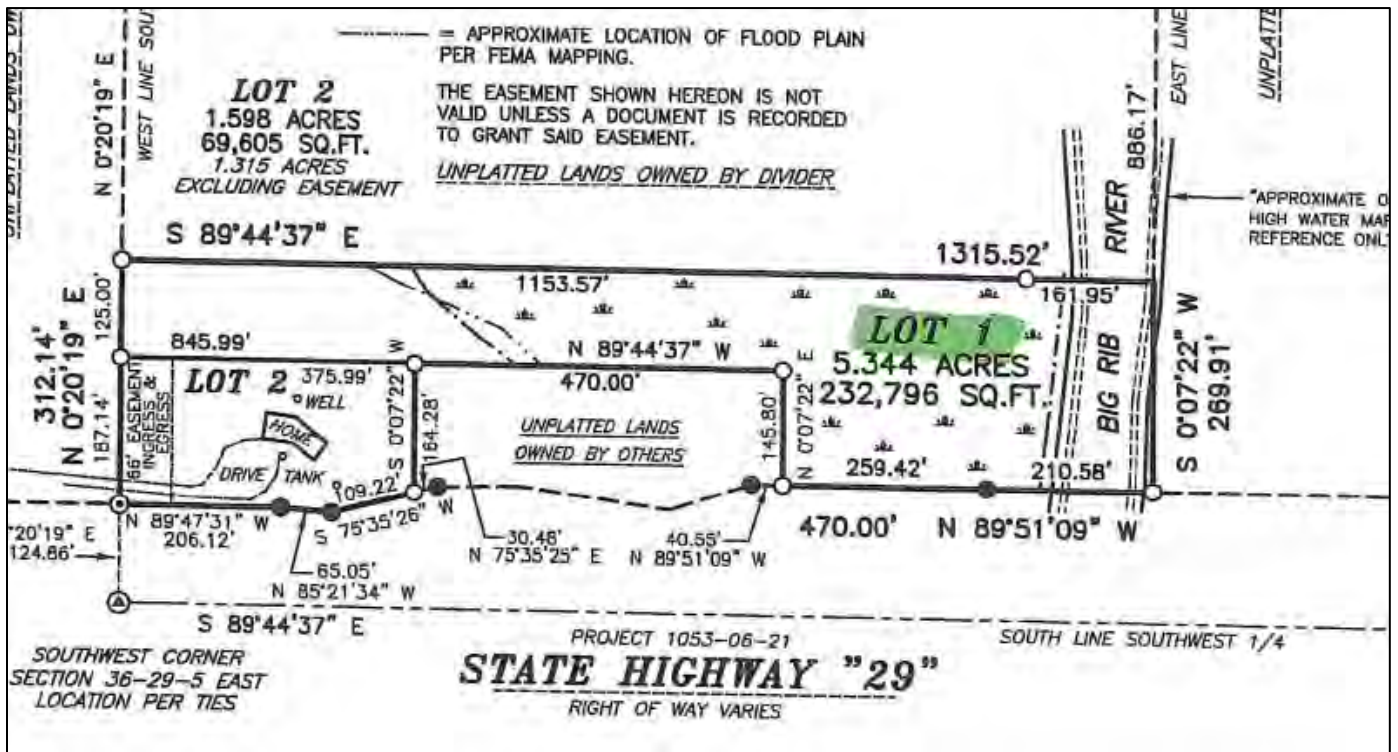 = APPROXIMATE LOCATION OF FLOOD PLAIN
PER FEMA MAPPING.
THE EASEMENT SHOWN HEREON IS NOT
VALID UNLESS A DOCUMENT IS RECORDED
TO GRANT SAID EASEMENT.
UNPLATTED LANDS OWNED BY DIVIDER
N 0°20'19" E
WEST LINE
LOT 2
1.598 ACRES
69,605 SQ.FT.
1.315 ACRES
EXCLUDING EASEMENT
EAST LINE
886.17'
"APPROXIMATE
HIGH WATER
REFERENCE
S 89°44'37" E
1315.52'
1153.57'
161.95'
312.14'
N 0°20'19" E
125.00'
187.14'
845.99'
N 89°44'37" W
470.00'
LOT 1
5.344 ACRES
232,796 SQ.FT.
BIG RIB RIVER
S 0°07'22" W
269.91'
LOT 2
375.99'
WELL
HOME
DRIVE
TANK
66' EASEMENT
INGRESS &
EGRESS
S 0°07'22" W
164.28'
UNPLATTED LANDS
OWNED BY OTHERS
145.80'
N 0°07'22" E
259.42'
210.58'
470.00' N 89°51'09" W
N 89°47'31" W
206.12'
09.22'
S 75°35'26" W
65.05'
N 85°21'34" W
30.48'
N 75°35'25" E
40.55'
N 89°51'09" W
°20'19" E
124.86'
S 89°44'37" E
PROJECT 1053-06-21
SOUTH LINE SOUTHWEST 1/4
SOUTHWEST CORNER
SECTION 36-29-5 EAST
LOCATION PER TIES
STATE HIGHWAY "29"
RIGHT OF WAY VARIES